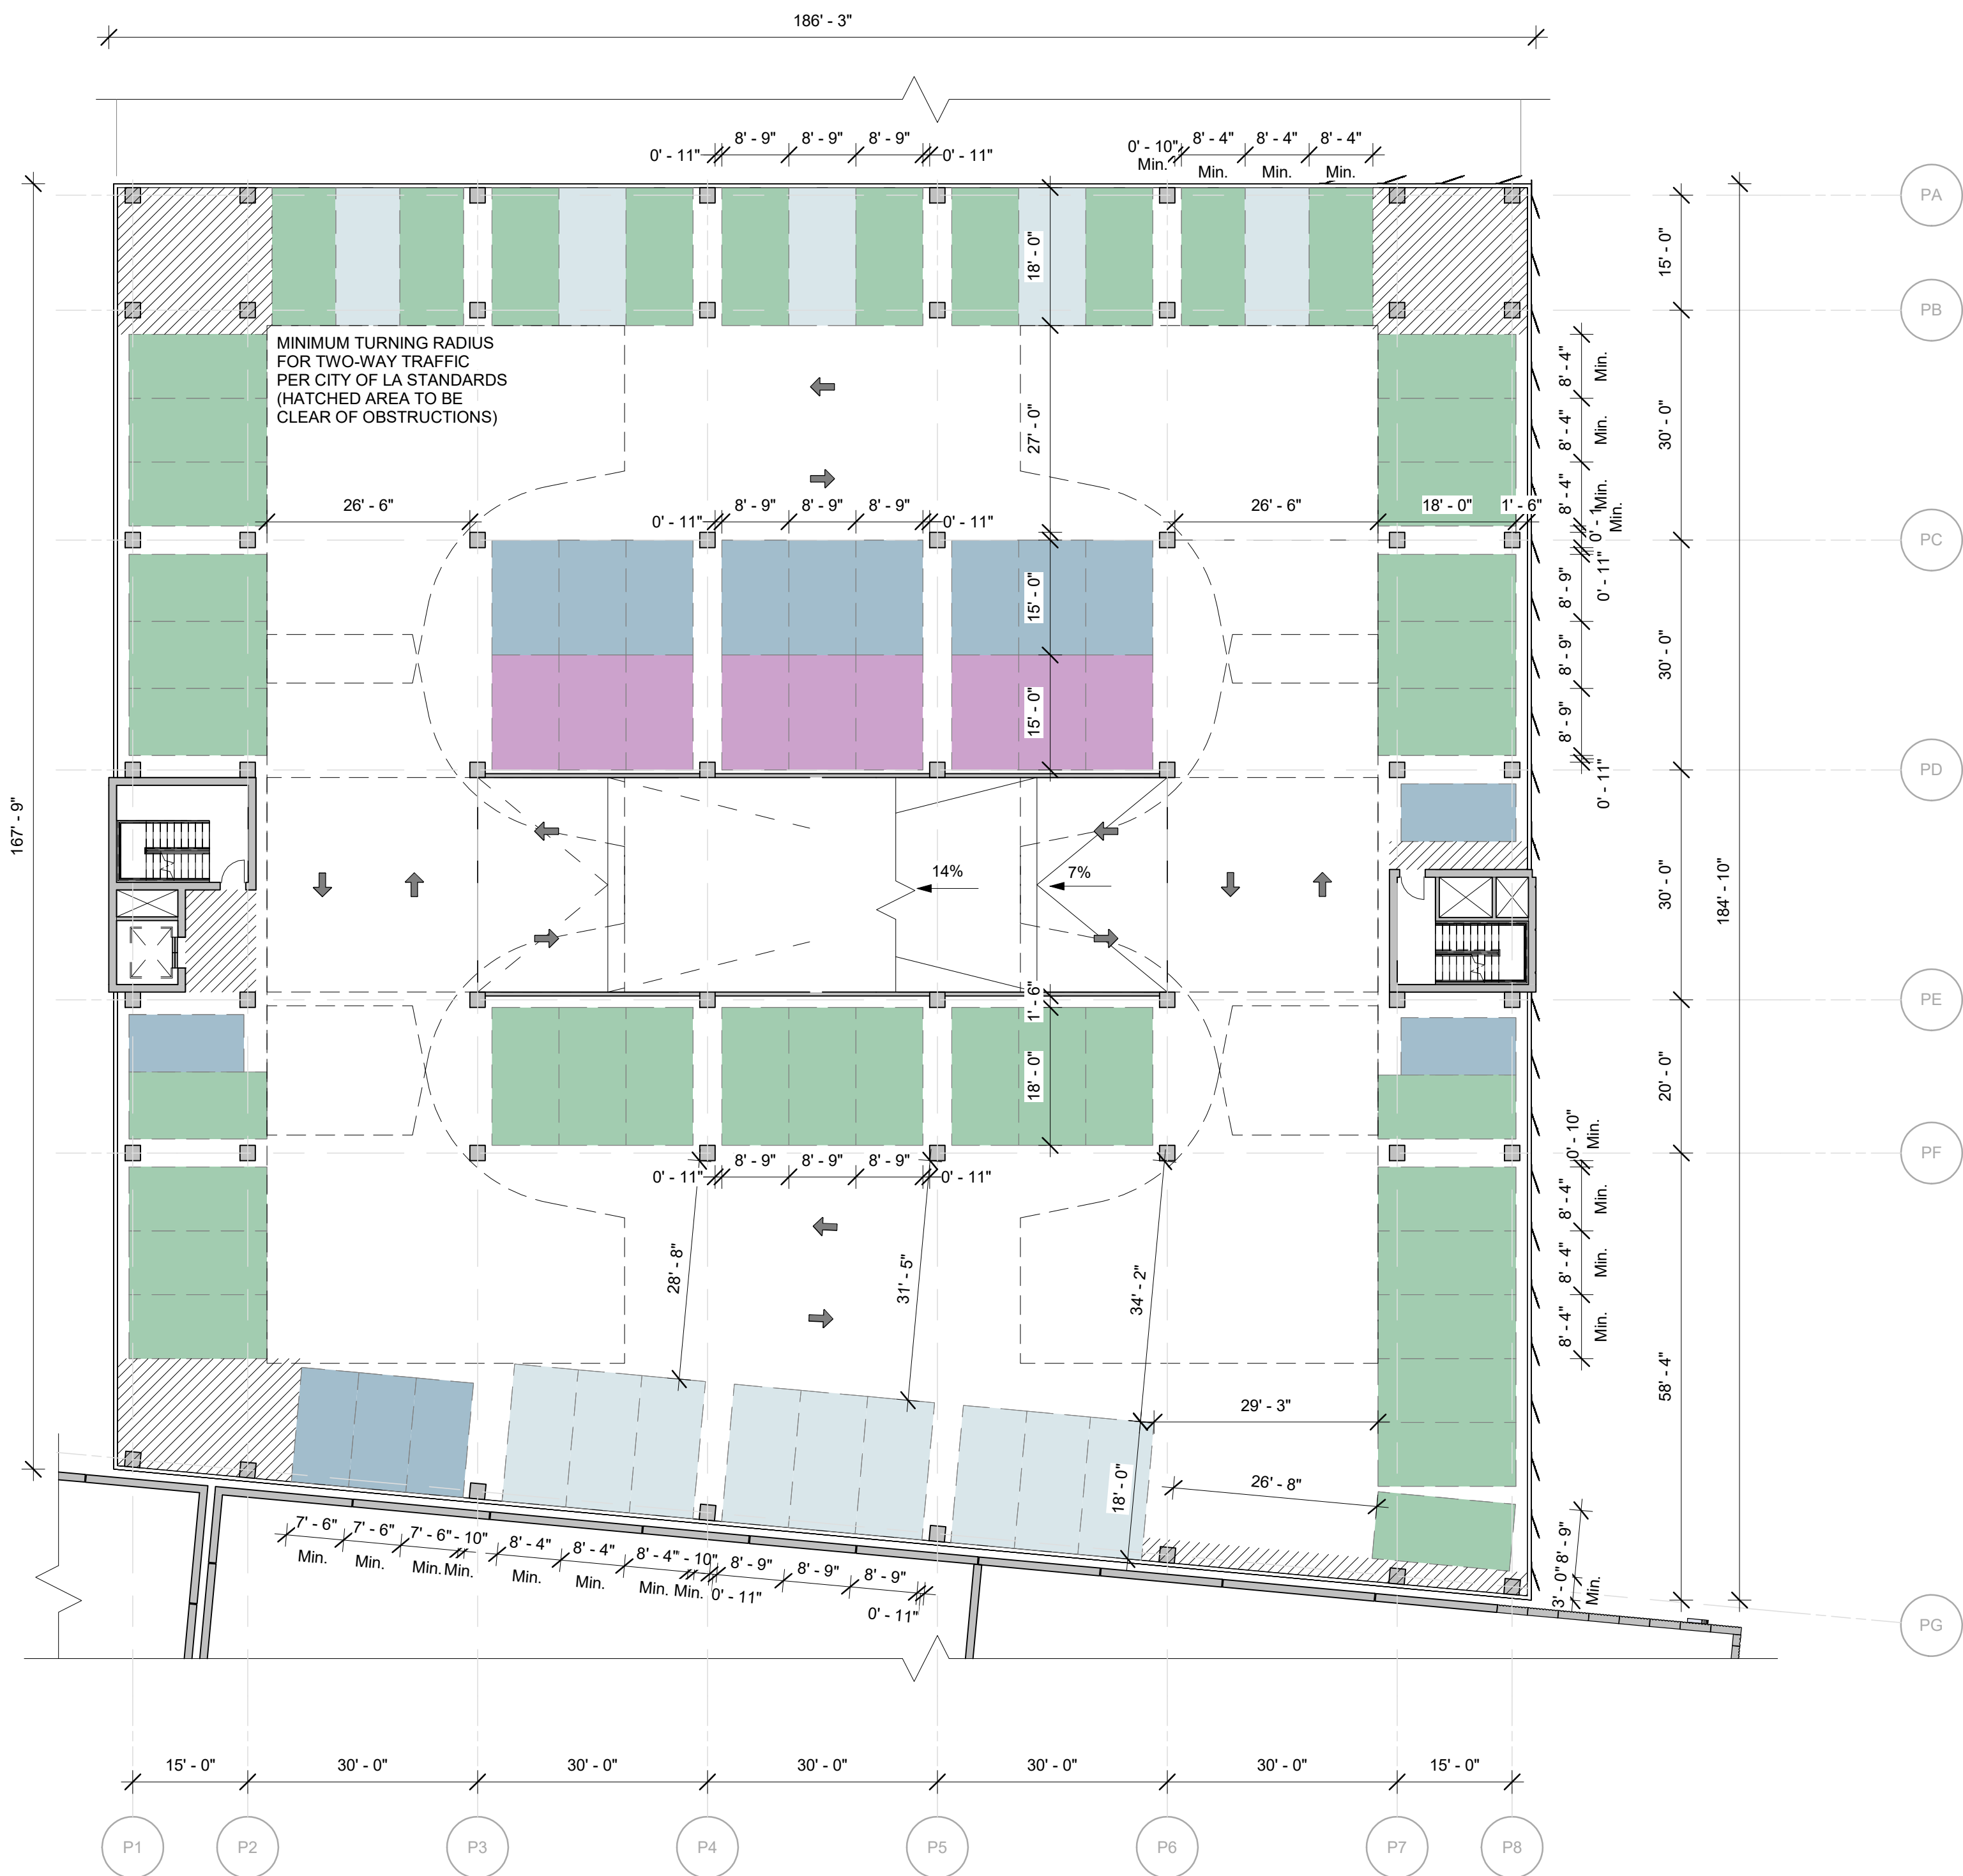 186' - 3"
8' - 9"
8' - 9"
8' - 9"
0' - 11"
0' - 11"
0' - 10"
Min.
8' - 4"
8' - 4"
8' - 4"
Min.
Min.
Min.
PA
18' - 0"
15' - 0"
PB
MINIMUM TURNING RADIUS
FOR TWO-WAY TRAFFIC
PER CITY OF LA STANDARDS
(HATCHED AREA TO BE
CLEAR OF OBSTRUCTIONS)
27' - 0"
8' - 4"
Min.
8' - 4"
Min.
8' - 4"
Min.
30' - 0"
26' - 6"
0' - 11"
8' - 9"
8' - 9"
8' - 9"
0' - 11"
26' - 6"
18' - 0"
1' - 6"
Min.
PC
0' - 11"
15' - 0"
8' - 9"
8' - 9"
8' - 9"
30' - 0"
15' - 0"
0' - 11"
PD
167' - 9"
14%
7%
30' - 0"
184' - 10"
1' - 6"
PE
18' - 0"
20' - 0"
0' - 10"
Min.
PF
0' - 11"
8' - 9"
8' - 9"
8' - 9"
0' - 11"
28' - 8"
31' - 5"
34' - 2"
8' - 4"
Min.
8' - 4"
Min.
8' - 4"
Min.
58' - 4"
29' - 3"
26' - 8"
18' - 0"
7' - 6"
7' - 6"
7' - 6" - 10"
8' - 4"
8' - 4"
8' - 4" - 10"
8' - 9"
8' - 9"
8' - 9"
Min.
Min.
Min. Min.
Min.
Min.
Min. Min.
0' - 11"
0' - 11"
3' - 0"
8' - 9"
Min.
PG
15' - 0"
30' - 0"
30' - 0"
30' - 0"
30' - 0"
30' - 0"
15' - 0"
P1
P2
P3
P4
P5
P6
P7
P8